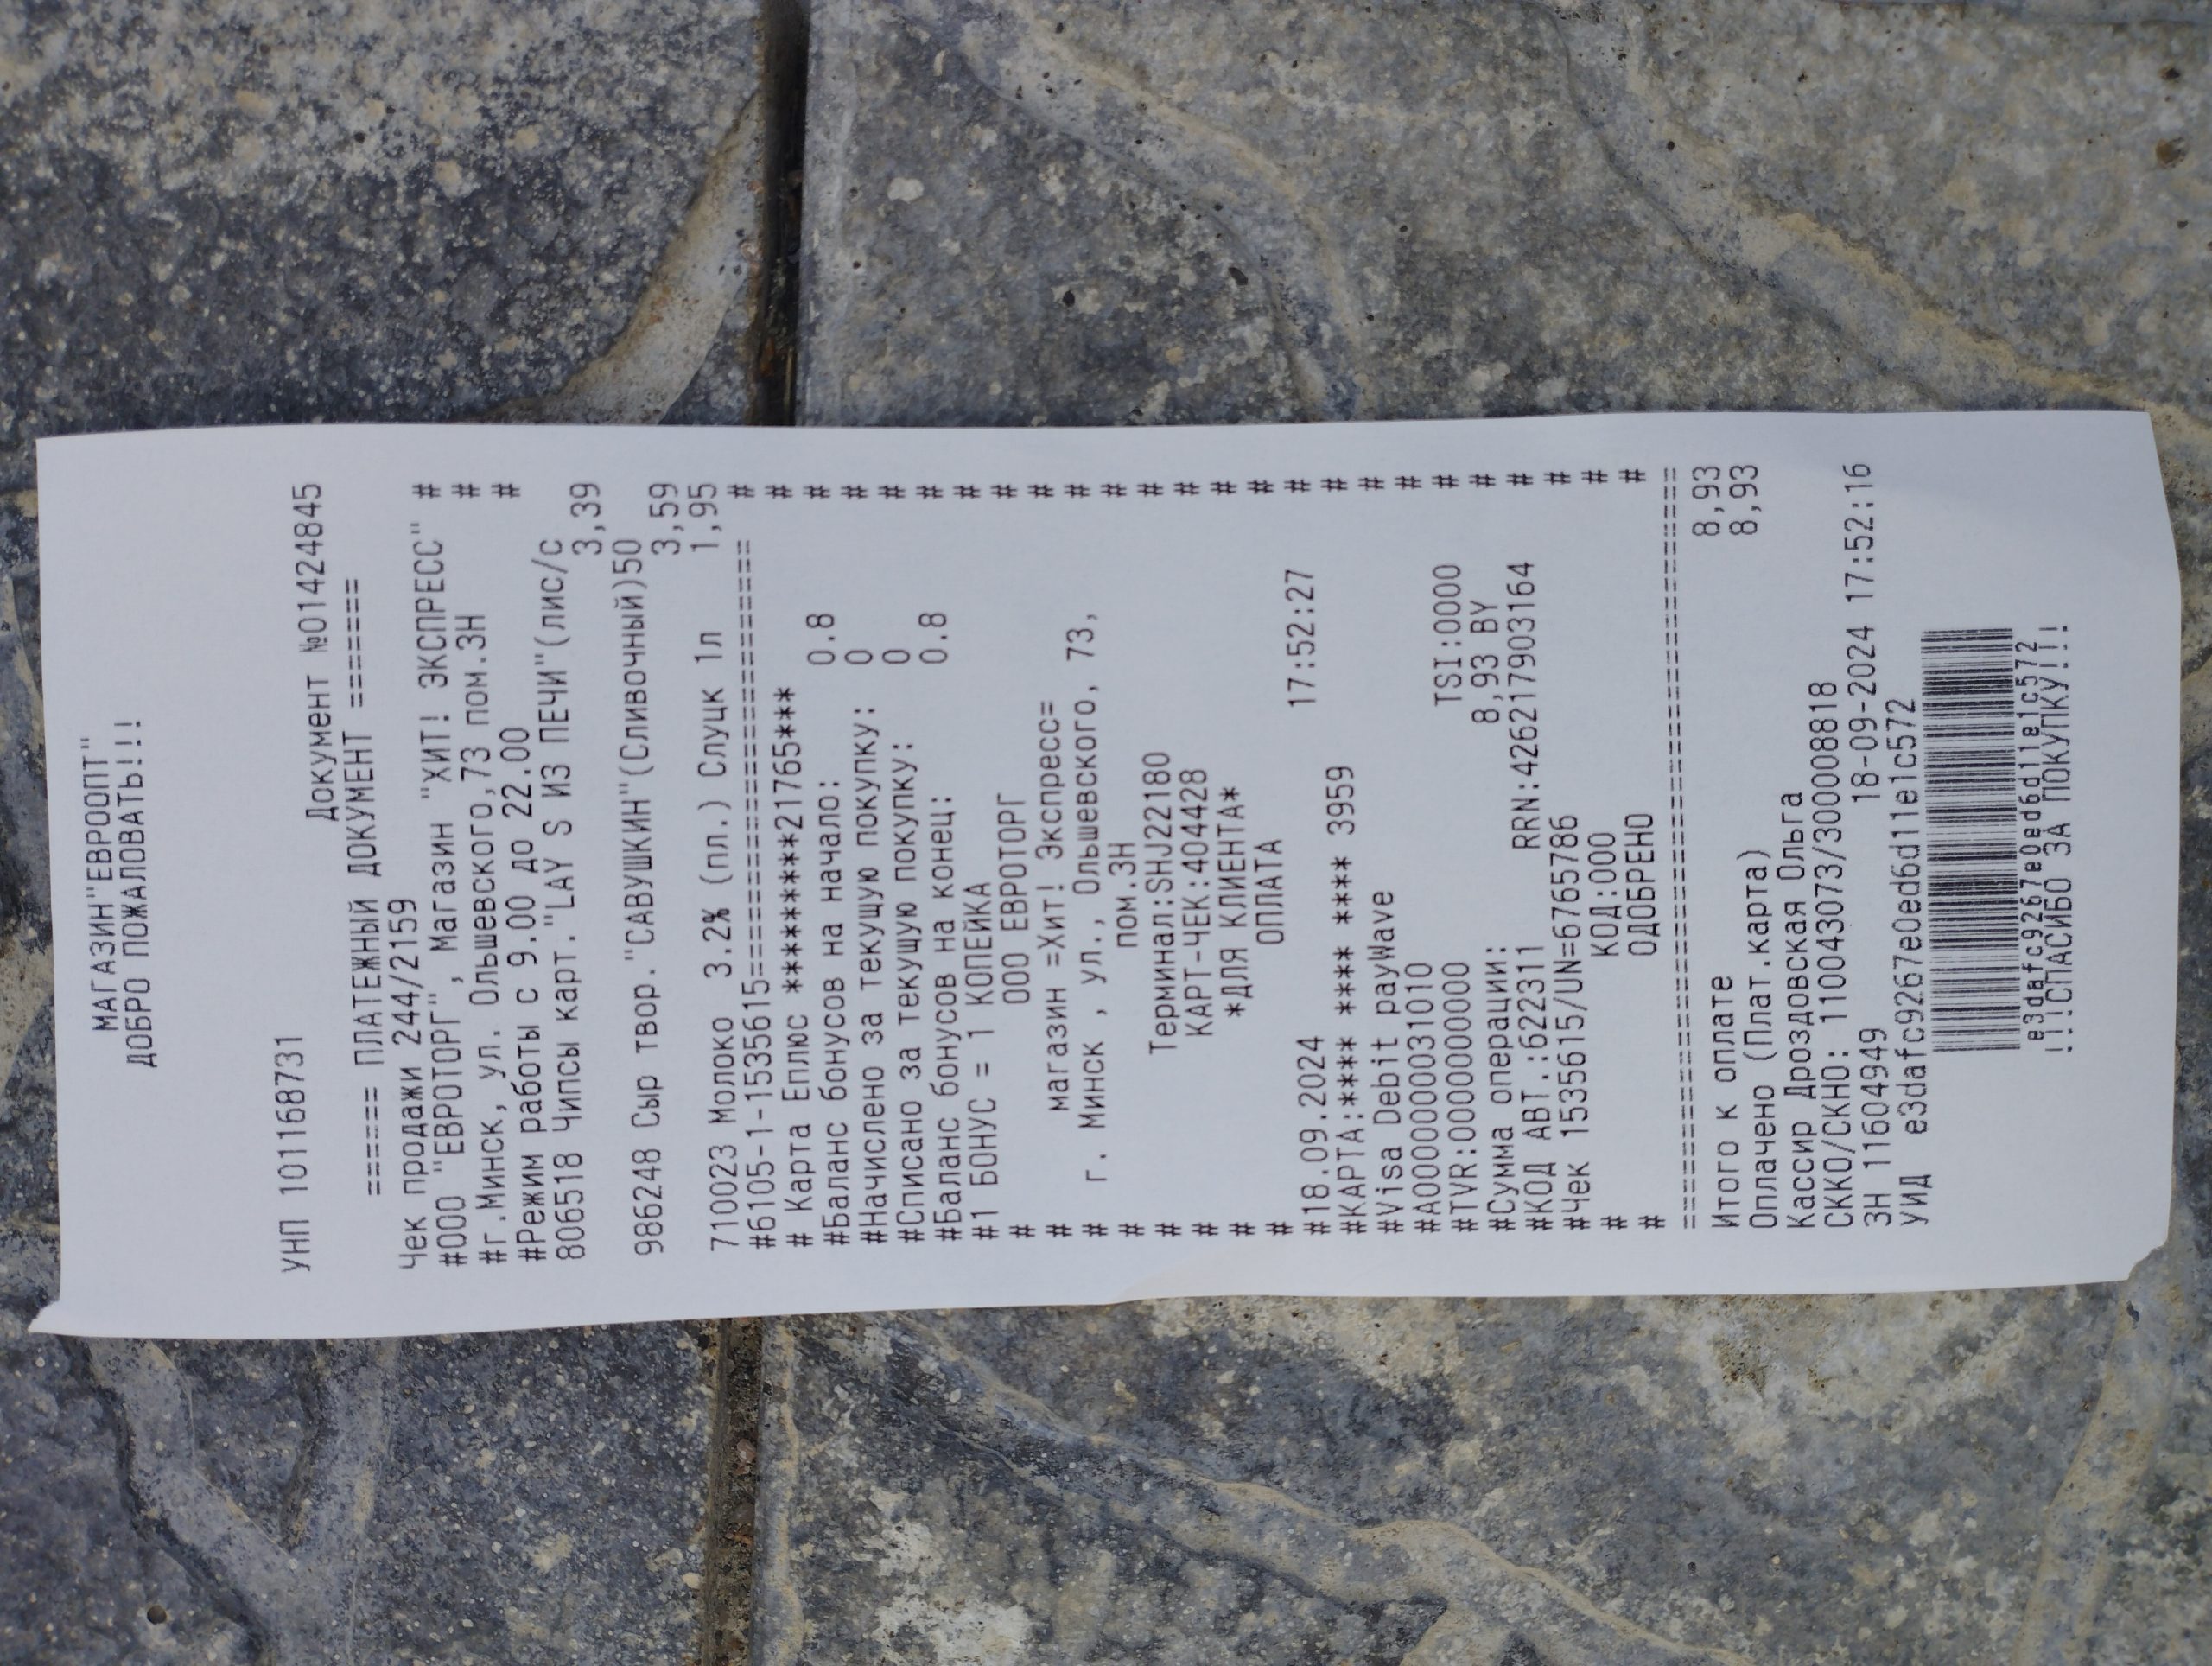 МАГАЗИН"ЕВРООПТ"
ДОБРО ПОЖАЛОВАТЬ!!!
УНП 101168731
Документ №01424845
====== ПЛАТЕЖНЫЙ ДОКУМЕНТ =======
Чек продажи 244/2159
#ООО "ЕВРОТОРГ", Магазин "ХИТ! ЭКСПРЕСС" #
#г.Минск, ул. Ольшевского,73 пом.3Н #
#Режим работы с 9.00 до 22.00 #
806518 Чипсы карт."LAY S ИЗ ПЕЧИ"(лис/с
3,39
986248 Сыр твор."САВУШКИН"(Сливочный)50
3,59
710023 Молоко 3.2% (пл.) Слуцк 1л 1,95
#6105-1-1535615========================= #
# Карта Еплюс ********21765*** #
#Баланс бонусов на начало: 0.8 #
#Начислено за текущую покупку: 0 #
#Списано за текущую покупку: 0 #
#Баланс бонусов на конец: 0.8 #
#1 БОНУС = 1 КОПЕЙКА #
# ООО ЕВРОТОРГ #
# магазин =Хит! Экспресс= #
# г. Минск , ул., Ольшевского, 73, #
# пом.3Н #
# Терминал:SHJ22180 #
# КАРТ-ЧЕК:404428 #
# *ДЛЯ КЛИЕНТА* #
# ОПЛАТА #
#18.09.2024 17:52:27 #
#КАРТА:**** **** **** 3959 #
#Visa Debit payWave #
#A0000000031010 #
#TVR:0000000000 TSI:0000 #
#Сумма операции: 8,93 BY #
#КОД АВТ.:622311 RRN:426217903164 #
#Чек 1535615/UN=6765786 #
# КОД:000 #
# ОДОБРЕНО #
==========================================
Итого к оплате 8,93
Оплачено (Плат.карта) 8,93
Кассир Дроздовская Ольга
СККО/СКНО: 110043073/300008818
ЗН 11604949 18-09-2024 17:52:16
УИД e3dafc9267e0ed6d11e1c572
e3dafc9267e0ed6d11e1c572
!!!СПАСИБО ЗА ПОКУПКУ!!!